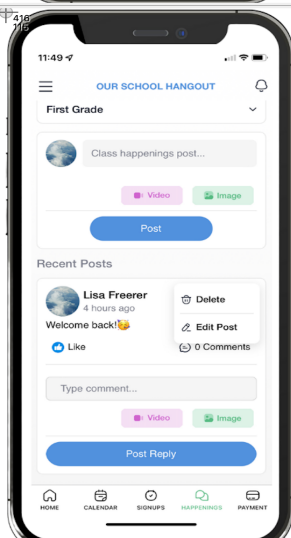 416
115
11:49
OUR SCHOOL HANGOUT
First Grade
Class happenings post...
Video Image
Post
Recent Posts
Lisa Freerer
4 hours ago
Delete
Welcome back!🥳
Edit Post
Like 0 Comments
Type comment...
Video Image
Post Reply
HOME CALENDAR SIGNUPS HAPPENINGS PAYMENT